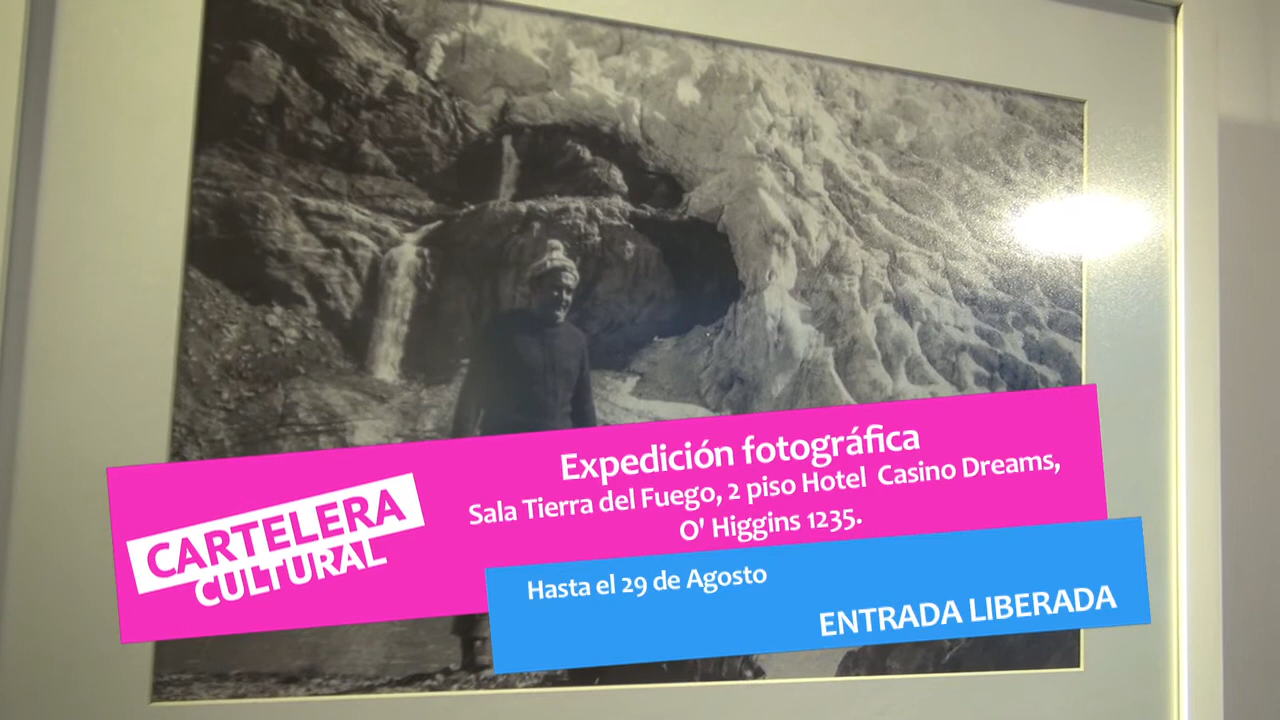 Expedición fotográfica
Sala Tierra del Fuego, 2 piso Hotel Casino Dreams,
O' Higgins 1235.
CARTELERA
CULTURAL
Hasta el 29 de Agosto
ENTRADA LIBERADA